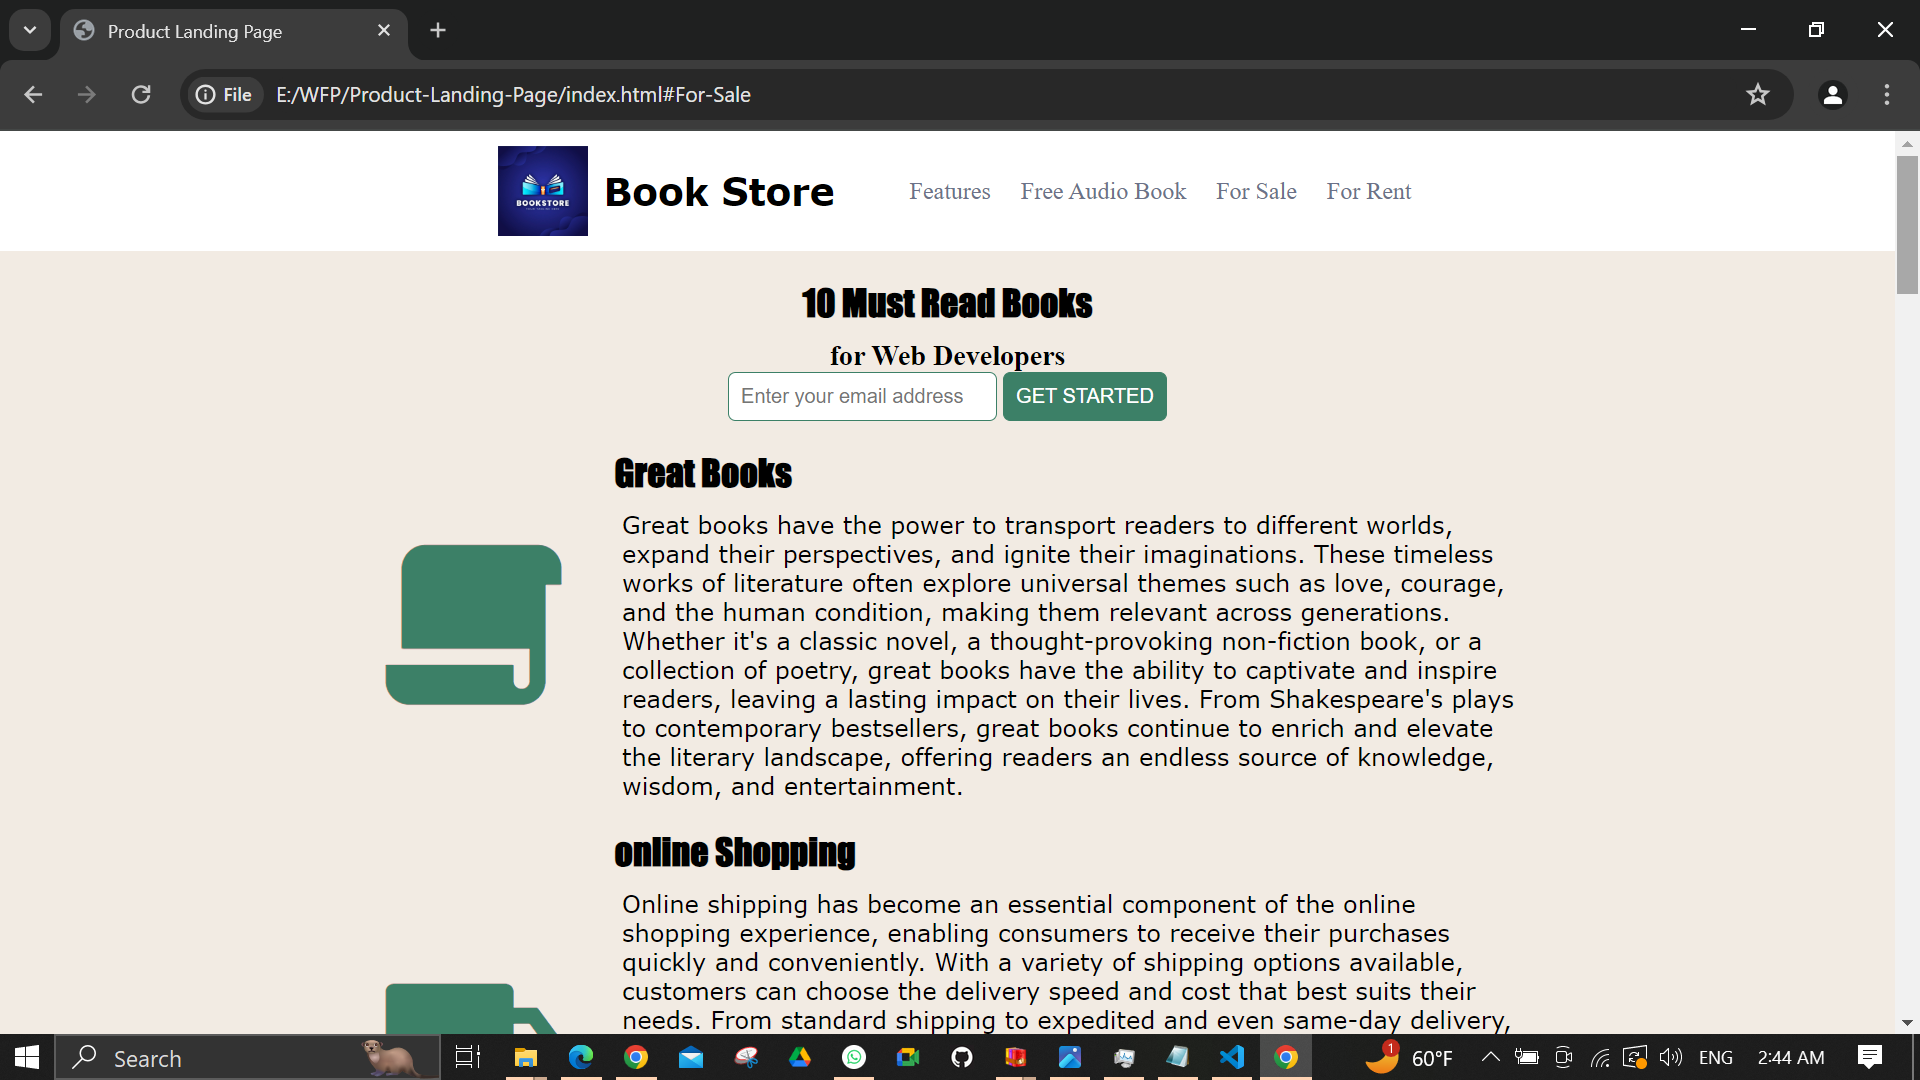 Product Landing Page
File
E:/WFP/Product-Landing-Page/index.html#For-Sale
BOOKSTORE
Book Store
Features
Free Audio Book
For Sale
For Rent
10 Must Read Books
for Web Developers
Enter your email address
GET STARTED
Great Books
Great books have the power to transport readers to different worlds,
expand their perspectives, and ignite their imaginations. These timeless
works of literature often explore universal themes such as love, courage,
and the human condition, making them relevant across generations.
Whether it's a classic novel, a thought-provoking non-fiction book, or a
collection of poetry, great books have the ability to captivate and inspire
readers, leaving a lasting impact on their lives. From Shakespeare's plays
to contemporary bestsellers, great books continue to enrich and elevate
the literary landscape, offering readers an endless source of knowledge,
wisdom, and entertainment.
online Shopping
Online shipping has become an essential component of the online
shopping experience, enabling consumers to receive their purchases
quickly and conveniently. With a variety of shipping options available,
customers can choose the delivery speed and cost that best suits their
needs. From standard shipping to expedited and even same-day delivery,
Search
1
60°F
ENG
2:44 AM